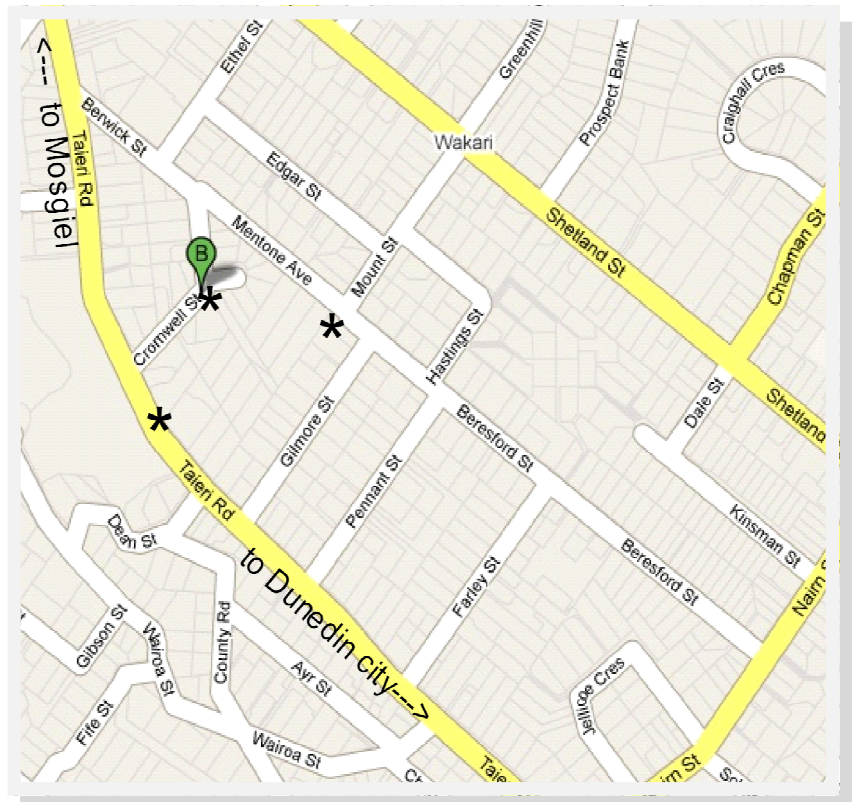 <---- to Mosgiel
Taieri Rd
Berwick St
Ethel St
Greenhill
Prospect Bank
Craighall Cres
Wakari
Edgar St
Mentone Ave
Mount St
Shetland St
Chapman St
B
*
*
*
Cromwell St
Hastings St
Gilmore St
Pennant St
Beresford St
Dale St
Shetland
Taieri Rd
to Dunedin city--->
Dean St
Farley St
Kinsman St
Beresford St
Nairn S
Gibson St
Wairoa St
County Rd
Ayr St
Fife St
Wairoa St
Jellicoe Cres
irn St
Taie